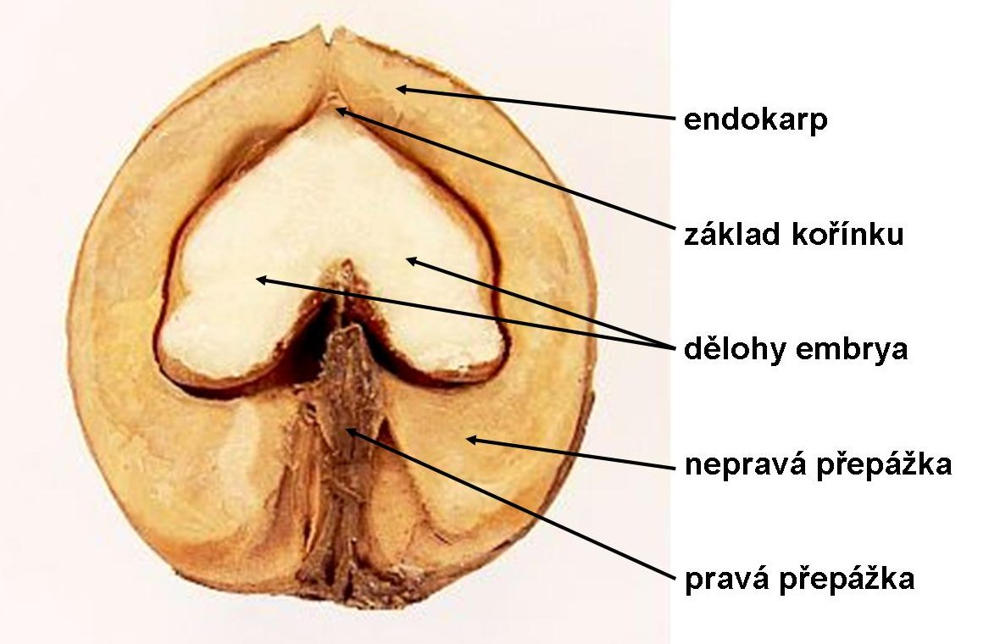 endokarp
základ kořínku
dělohy embrya
nepravá přepážka
pravá přepážka